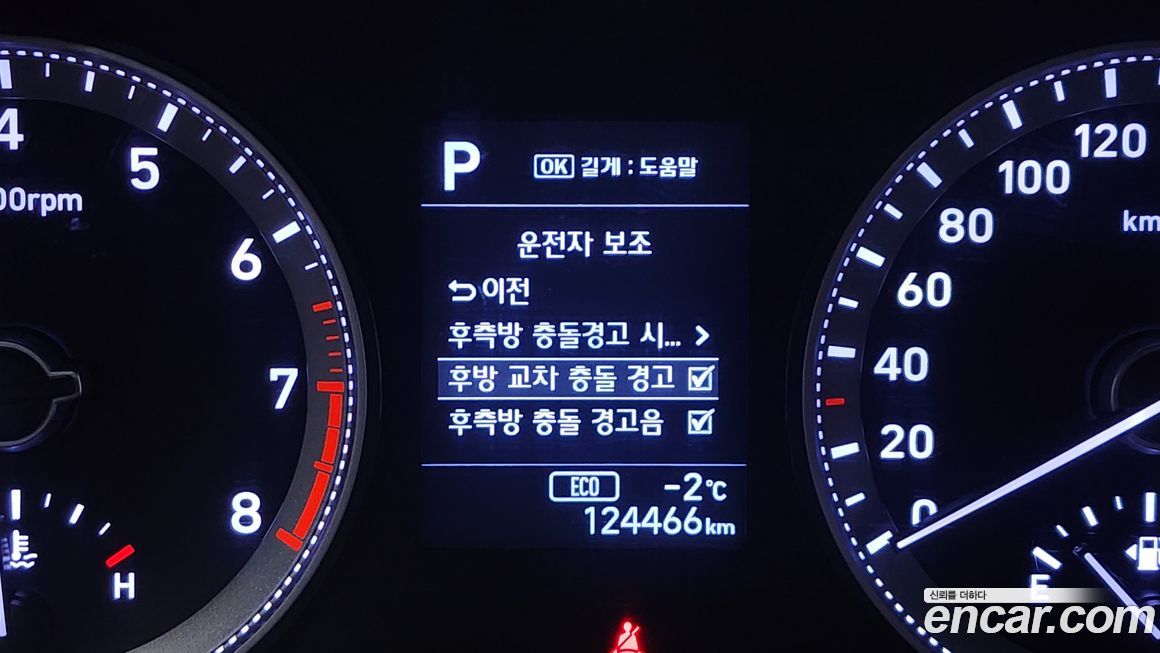 4
5
00rpm
6
7
8
H
P
OK 길게 : 도움말
운전자 보조
이전
후측방 충돌경고 시... >
후방 교차 충돌 경고
후측방 충돌 경고음
ECO -2℃
124466km
120
100
km
80
60
40
20
0
E
신뢰를 더하다
encar.com